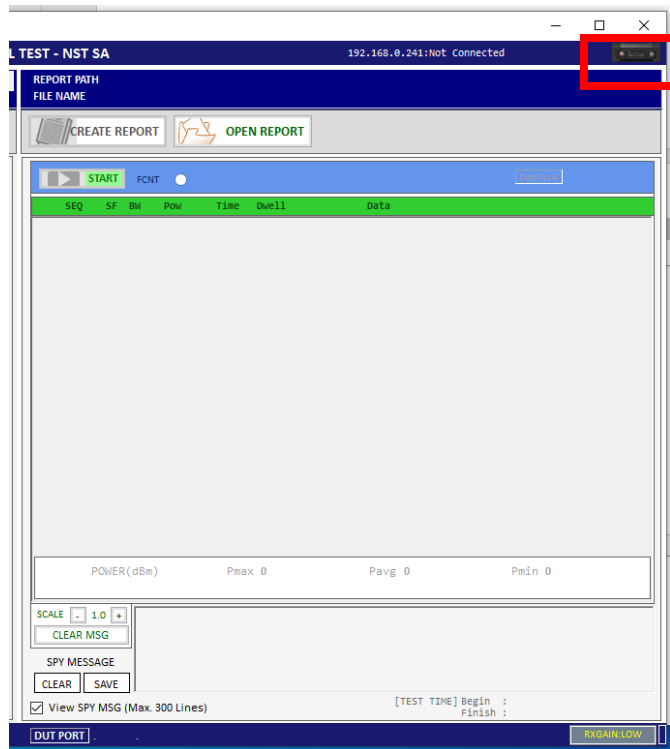 L TEST - NST SA 192.168.0.241:Not Connected
REPORT PATH
FILE NAME
CREATE REPORT OPEN REPORT
START FCNT DutyCycle
SEQ SF BW Pow Time Dwell Data
POWER(dBm) Pmax 0 Pavg 0 Pmin 0
SCALE - 1.0 +
CLEAR MSG
SPY MESSAGE
CLEAR SAVE
View SPY MSG (Max. 300 Lines)
[TEST TIME] Begin :
Finish :
DUT PORT . . RXGAIN:LOW